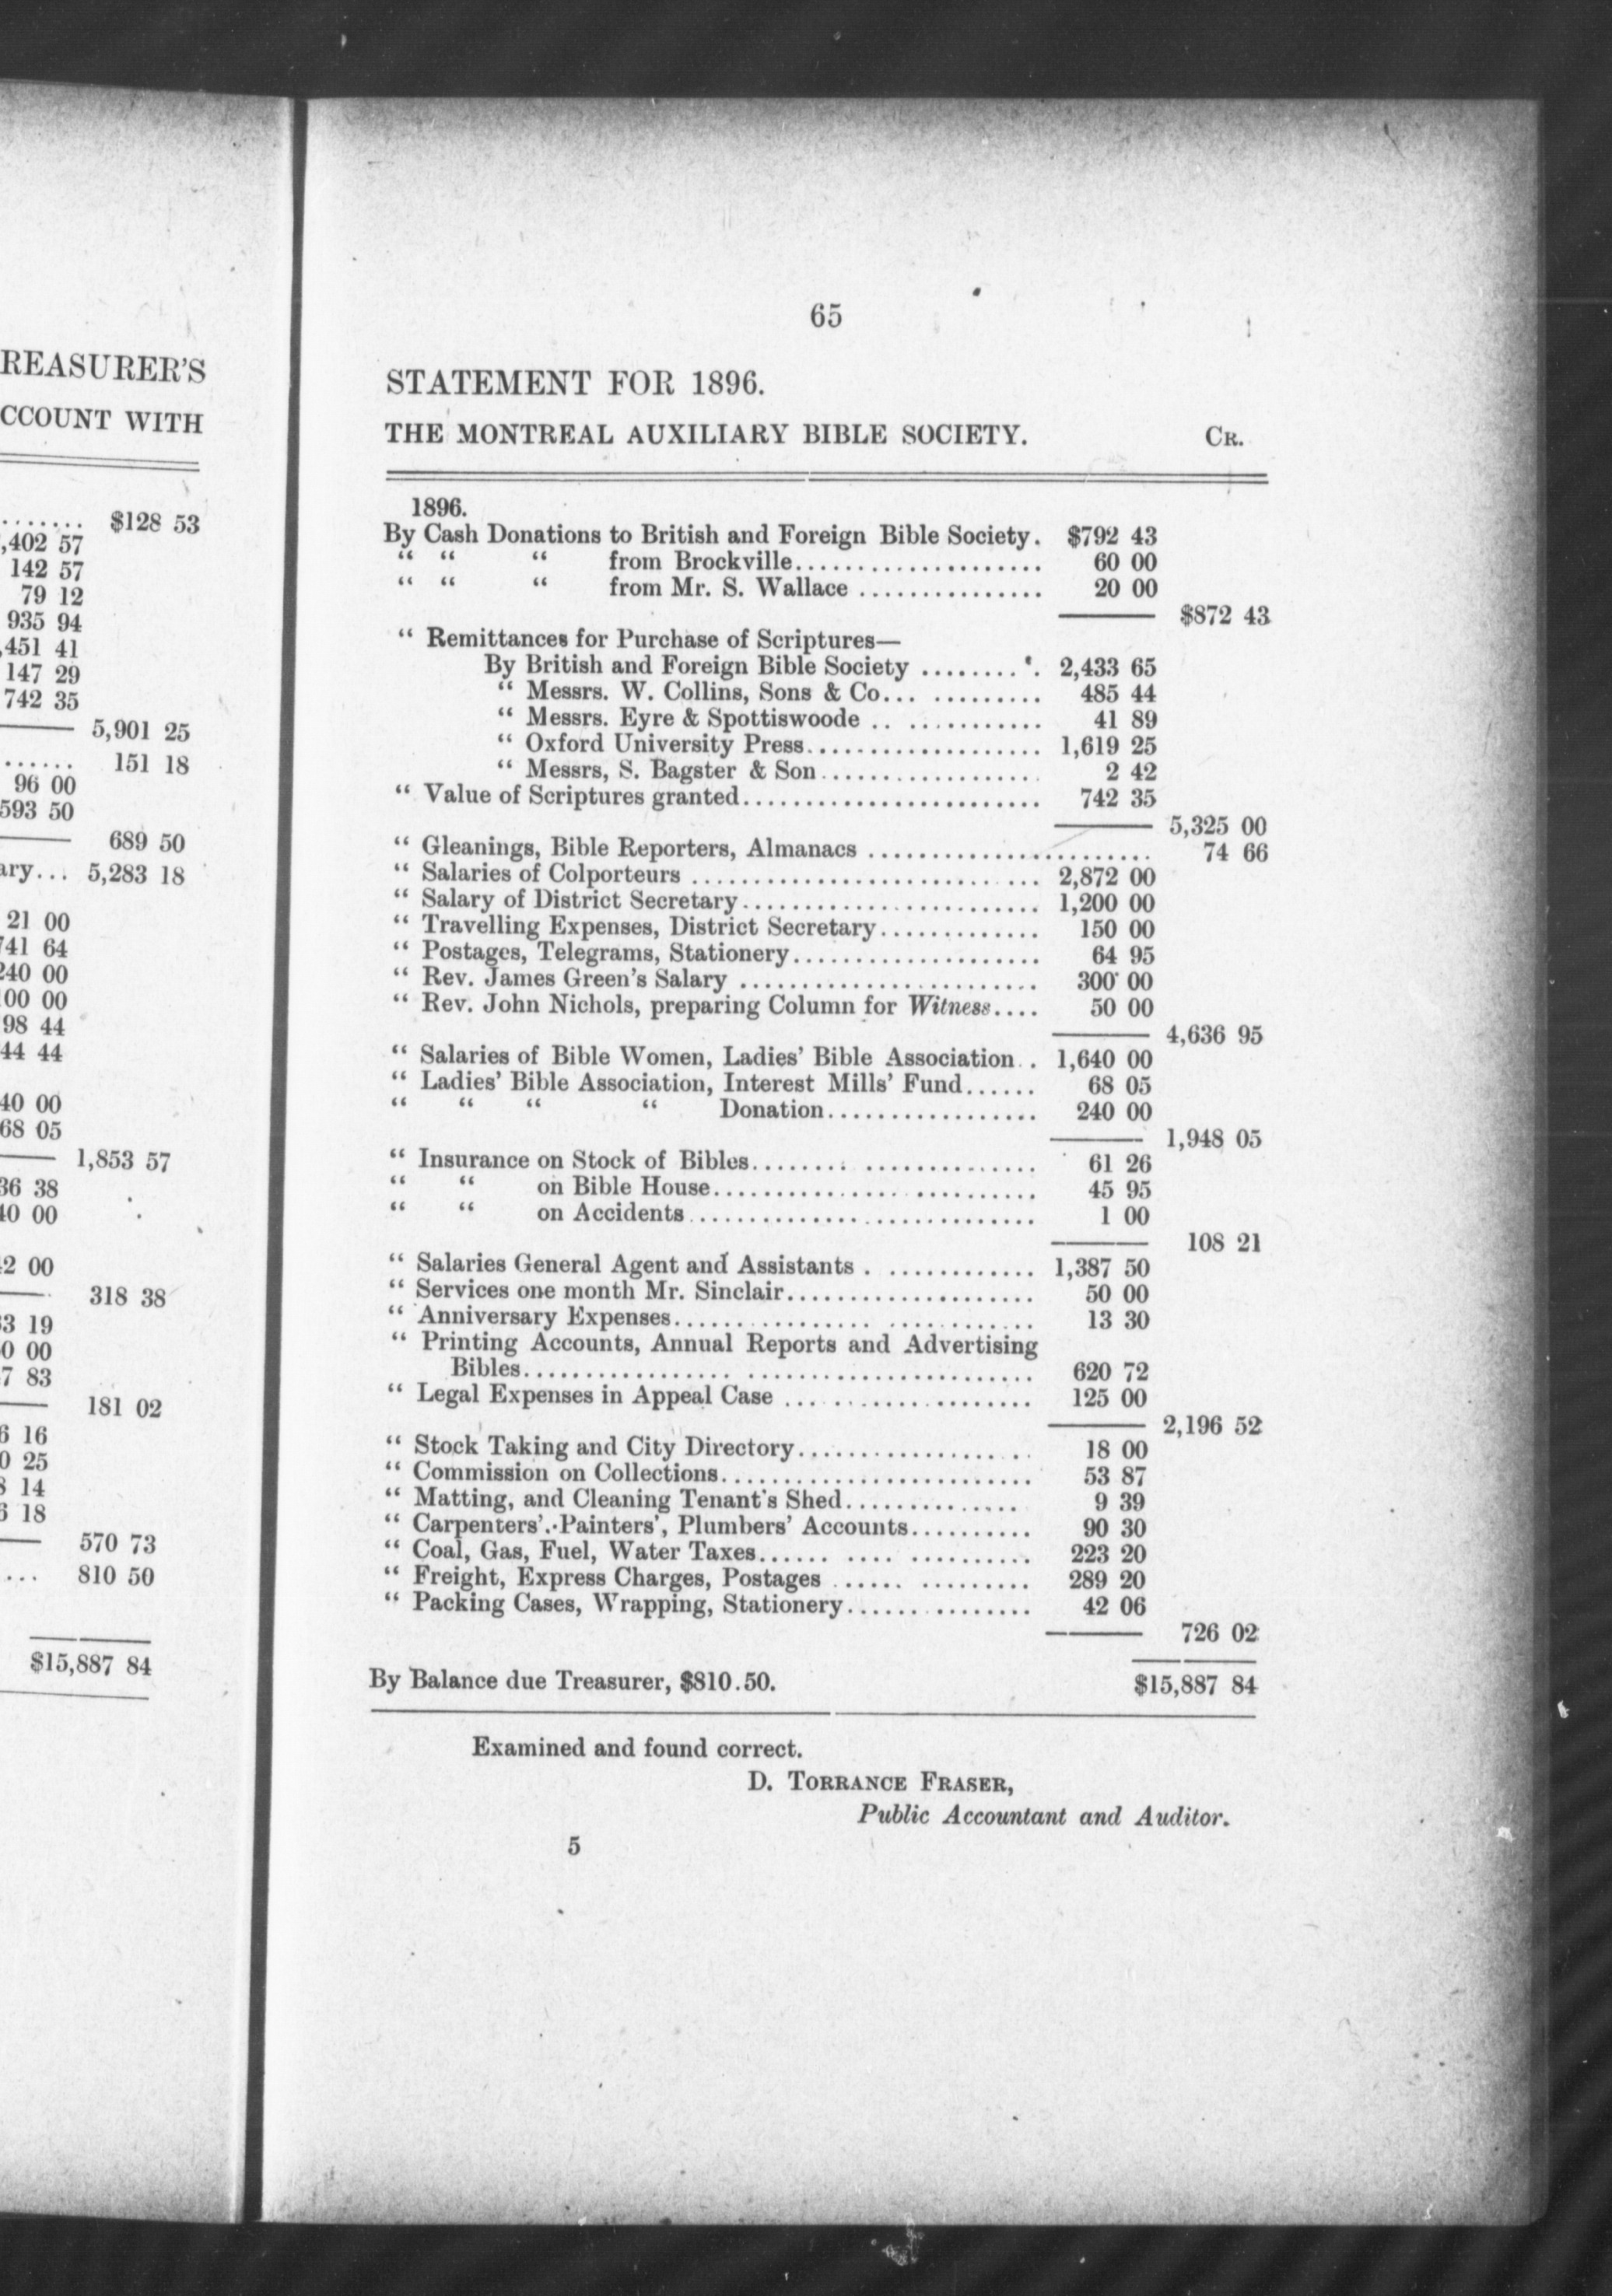 REASURER'S
CCOUNT WITH
....... $128 53
,402 57
142 57
79 12
935 94
,451 41
147 29
742 35
5,901 25
...... 151 18
96 00
593 50
689 50
ary... 5,283 18
21 00
741 64
240 00
00 00
98 44
44 44
40 00
68 05
1,853 57
36 38
40 00
2 00
318 38
3 19
0 00
7 83
181 02
6 16
0 25
8 14
6 18
570 73
... 810 50
$15,887 84
65
STATEMENT FOR 1896.
THE MONTREAL AUXILIARY BIBLE SOCIETY. CR.
1896.
By Cash Donations to British and Foreign Bible Society. $792 43
“ “ “ from Brockville.................... 60 00
“ “ “ from Mr. S. Wallace ............... 20 00
$872 43
“ Remittances for Purchase of Scriptures—
By British and Foreign Bible Society ......... 2,433 65
“ Messrs. W. Collins, Sons & Co... ......... 485 44
“ Messrs. Eyre & Spottiswoode .. ........... 41 89
“ Oxford University Press................... 1,619 25
“ Messrs, S. Bagster & Son.................. 2 42
“ Value of Scriptures granted........................ 742 35
5,325 00
“ Gleanings, Bible Reporters, Almanacs ....................... 74 66
“ Salaries of Colporteurs ............................ 2,872 00
“ Salary of District Secretary........................ 1,200 00
“ Travelling Expenses, District Secretary............. 150 00
“ Postages, Telegrams, Stationery.................... 64 95
“ Rev. James Green's Salary ........................ 300 00
“ Rev. John Nichols, preparing Column for Witness.... 50 00
4,636 95
“ Salaries of Bible Women, Ladies' Bible Association.. 1,640 00
“ Ladies' Bible Association, Interest Mills' Fund...... 68 05
“ “ “ “ Donation................. 240 00
1,948 05
“ Insurance on Stock of Bibles........ .............. 61 26
“ “ on Bible House.......................... 45 95
“ “ on Accidents............................ 1 00
108 21
“ Salaries General Agent and Assistants . ............ 1,387 50
“ Services one month Mr. Sinclair.................... 50 00
“ Anniversary Expenses................ ............ 13 30
“ Printing Accounts, Annual Reports and Advertising
Bibles................. ....................... 620 72
“ Legal Expenses in Appeal Case .................... 125 00
2,196 52
“ Stock Taking and City Directory................... 18 00
“ Commission on Collections......................... 53 87
“ Matting, and Cleaning Tenant's Shed.............. 9 39
“ Carpenters'. Painters', Plumbers' Accounts.......... 90 30
“ Coal, Gas, Fuel, Water Taxes...... .... .......... 223 20
“ Freight, Express Charges, Postages ...... ......... 289 20
“ Packing Cases, Wrapping, Stationery............... 42 06
726 02
By Balance due Treasurer, $810.50. $15,887 84
Examined and found correct.
D. TORRANCE FRASER,
Public Accountant and Auditor.
5